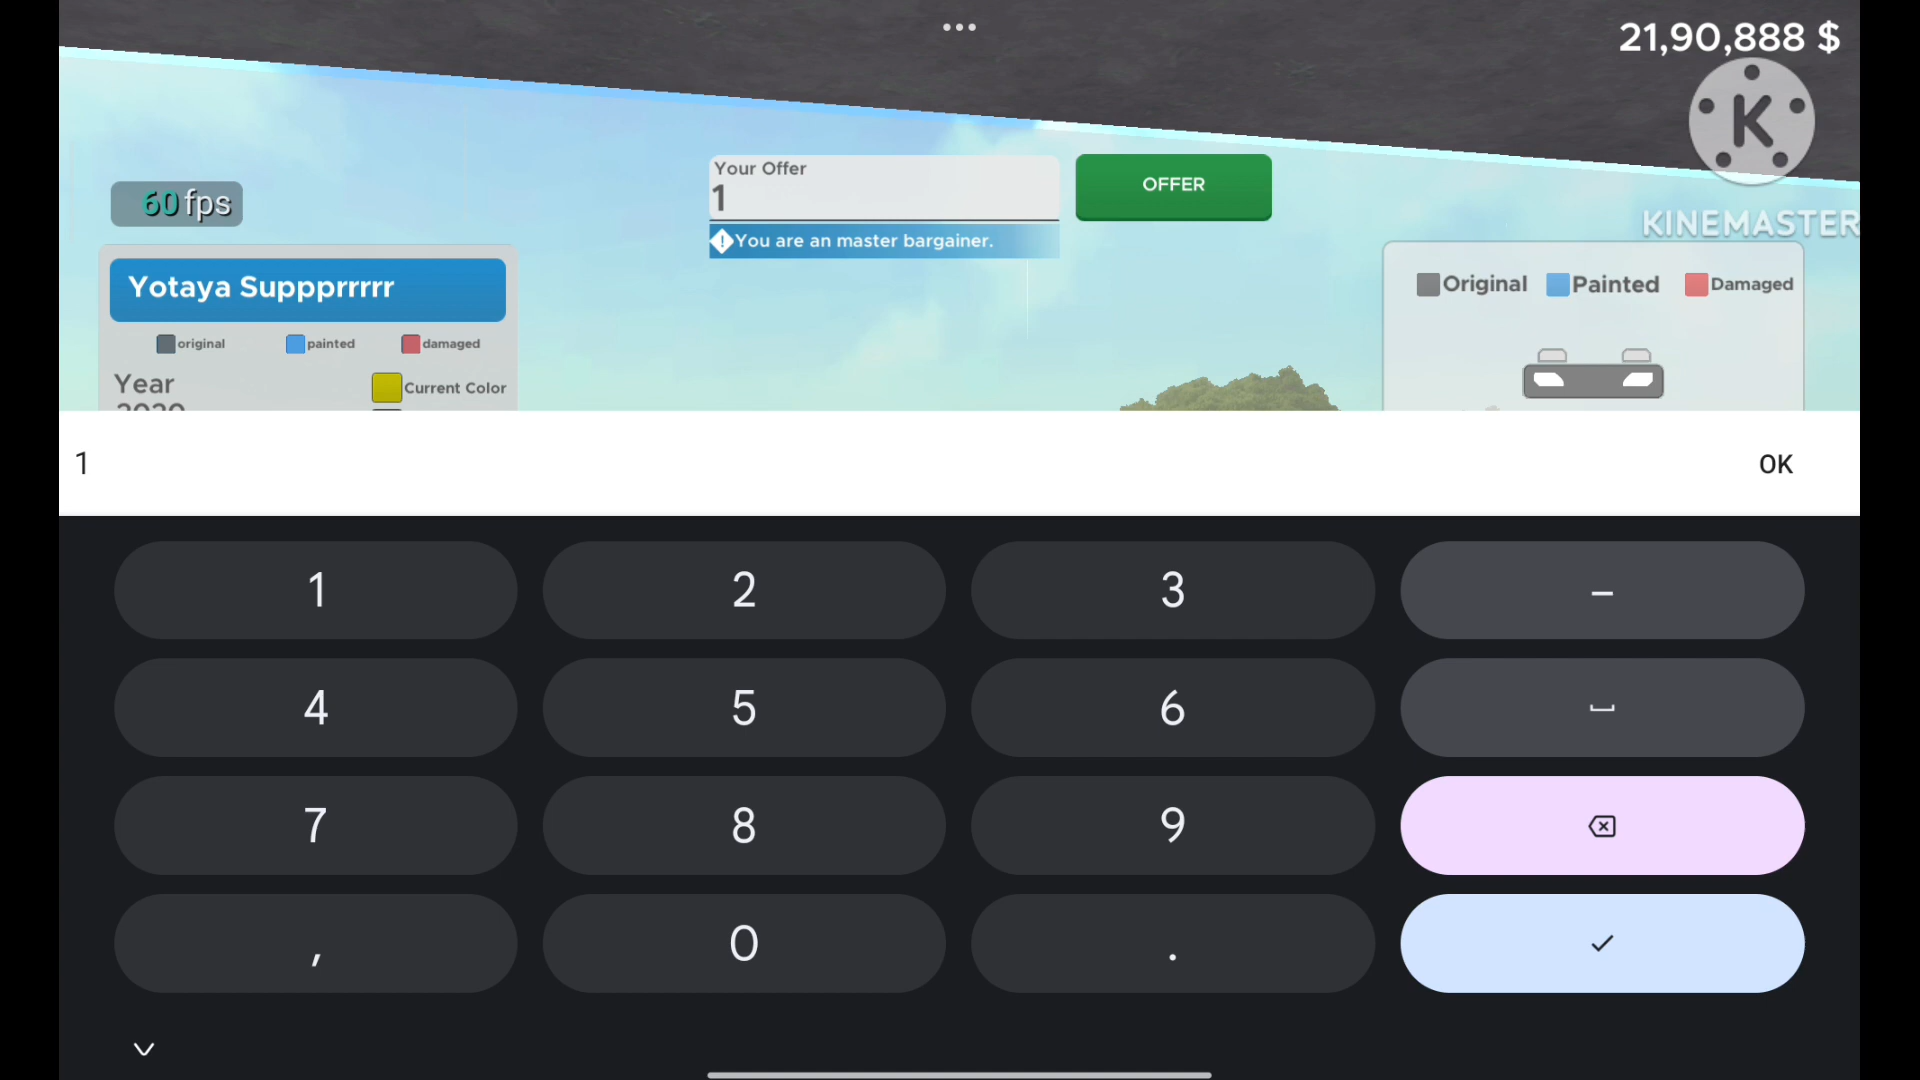 21,90,888 $
K
KINEMASTER
60 fps
Your Offer
1
OFFER
You are an master bargainer.
Yotaya Suppprrrrr
original painted damaged
Year
Current Color
Original Painted Damaged
1
OK
1 2 3 –
4 5 6
7 8 9
, 0 .